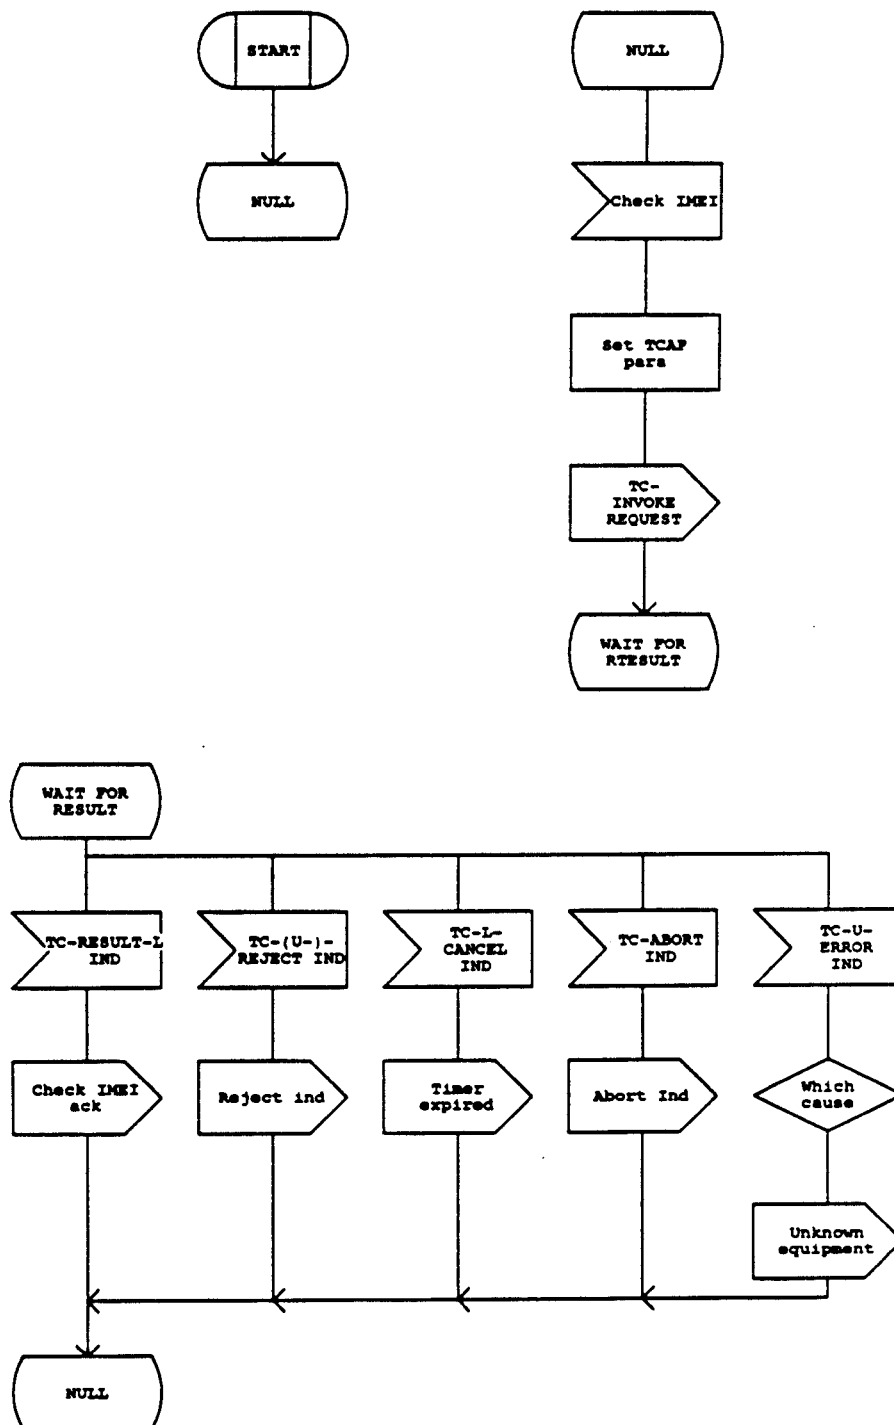 START
NULL
NULL
Check IMEI
Set TCAP
para
TC-
INVOKE
REQUEST
WAIT FOR
RTESULT
WAIT FOR
RESULT
TC-RESULT-L
IND
TC-(U-)-
REJECT IND
TC-L-
CANCEL
IND
TC-ABORT
IND
TC-U-
ERROR
IND
Check IMEI
ack
Reject ind
Timer
expired
Abort Ind
Which
cause
Unknown
equipment
NULL